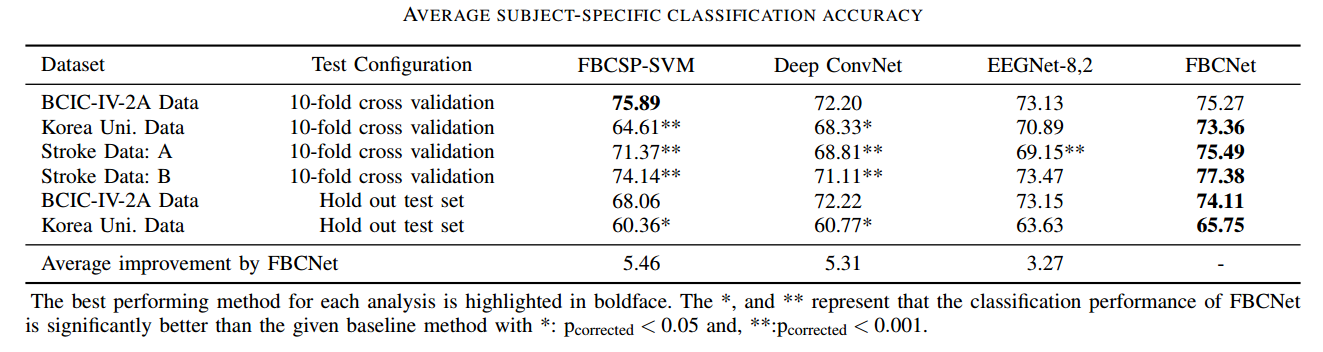 AVERAGE SUBJECT-SPECIFIC CLASSIFICATION ACCURACY
Dataset Test Configuration FBCSP-SVM Deep ConvNet EEGNet-8,2 FBCNet
BCIC-IV-2A Data 10-fold cross validation 75.89 72.20 73.13 75.27
Korea Uni. Data 10-fold cross validation 64.61** 68.33* 70.89 73.36
Stroke Data: A 10-fold cross validation 71.37** 68.81** 69.15** 75.49
Stroke Data: B 10-fold cross validation 74.14** 71.11** 73.47 77.38
BCIC-IV-2A Data Hold out test set 68.06 72.22 73.15 74.11
Korea Uni. Data Hold out test set 60.36* 60.77* 63.63 65.75
Average improvement by FBCNet 5.46 5.31 3.27 -
The best performing method for each analysis is highlighted in boldface. The *, and ** represent that the classification performance of FBCNet
is significantly better than the given baseline method with *: pcorrected < 0.05 and, **:pcorrected < 0.001.